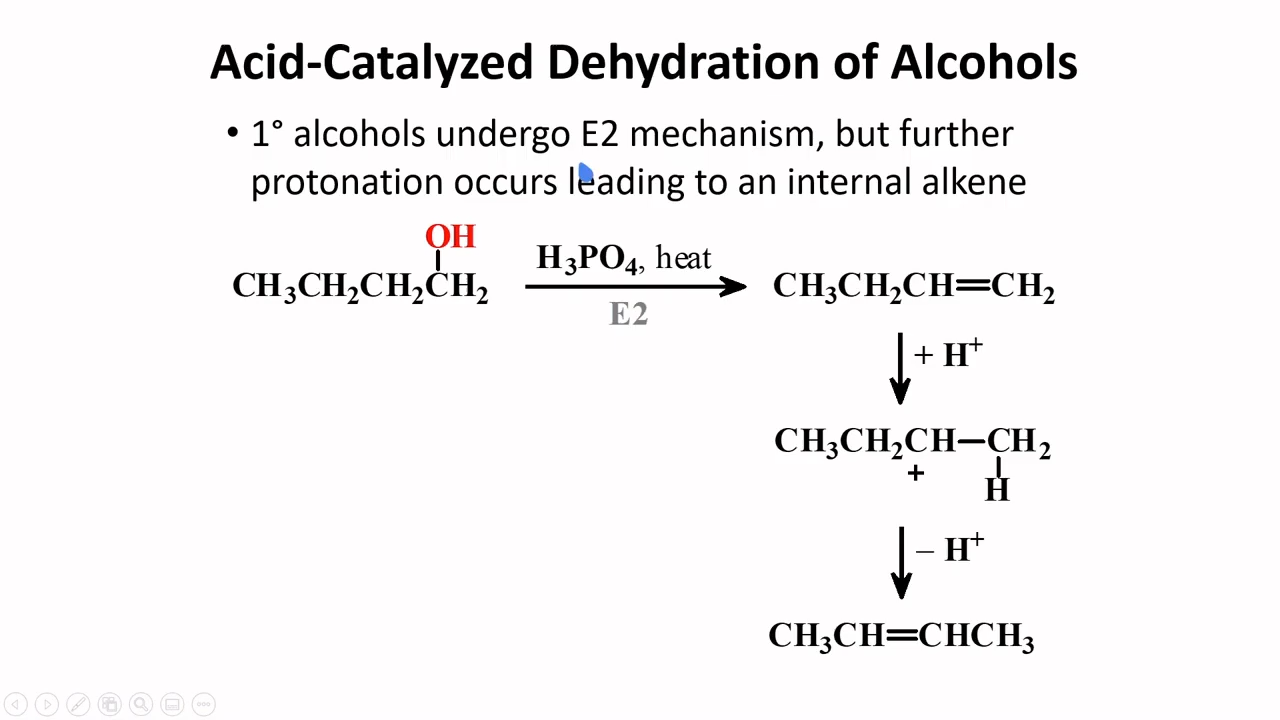 Acid-Catalyzed Dehydration of Alcohols
• 1° alcohols undergo E2 mechanism, but further
protonation occurs leading to an internal alkene
OH
CH₃CH₂CH₂CH₂
H₃PO₄, heat
E2
CH₃CH₂CH=CH₂
+ H⁺
CH₃CH₂CH–CH₂
+
H
– H⁺
CH₃CH=CHCH₃